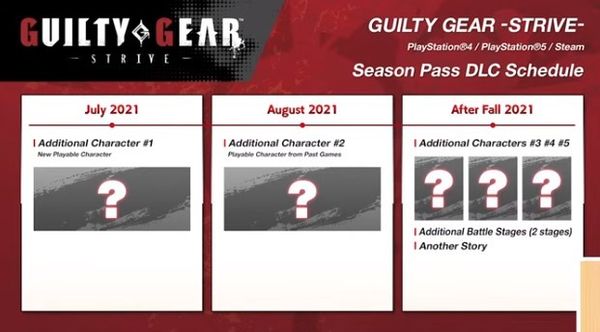 GUILTY GEAR
- STRIVE -
GUILTY GEAR -STRIVE-
PlayStation®4 / PlayStation®5 / Steam
Season Pass DLC Schedule
July 2021
Additional Character #1
New Playable Character
?
August 2021
Additional Character #2
Playable Character from Past Games
?
After Fall 2021
Additional Characters #3 #4 #5
? ? ?
Additional Battle Stages (2 stages)
Another Story